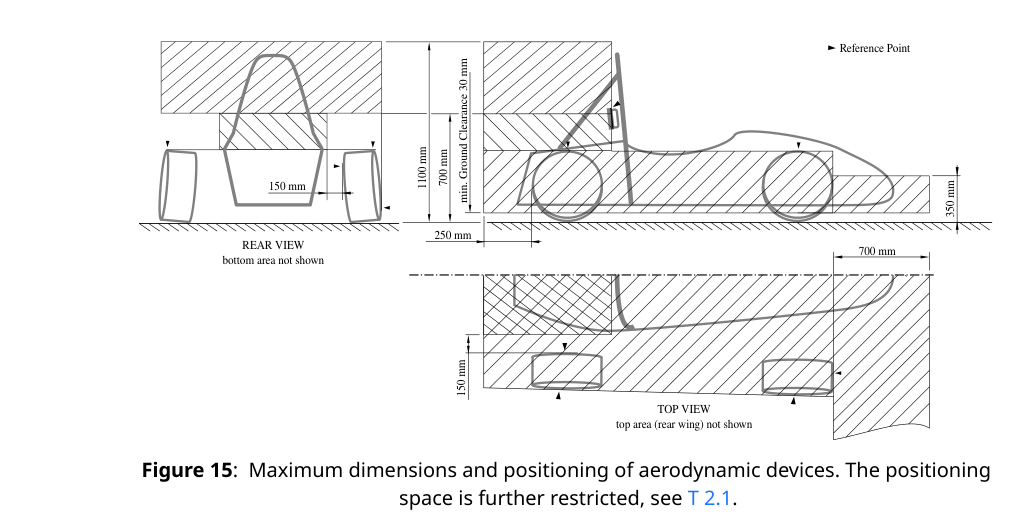 Reference Point
1100 mm
700 mm
min. Ground Clearance 30 mm
150 mm
350 mm
250 mm
REAR VIEW
bottom area not shown
700 mm
150 mm
TOP VIEW
top area (rear wing) not shown
Figure 15: Maximum dimensions and positioning of aerodynamic devices. The positioning
space is further restricted, see T 2.1.